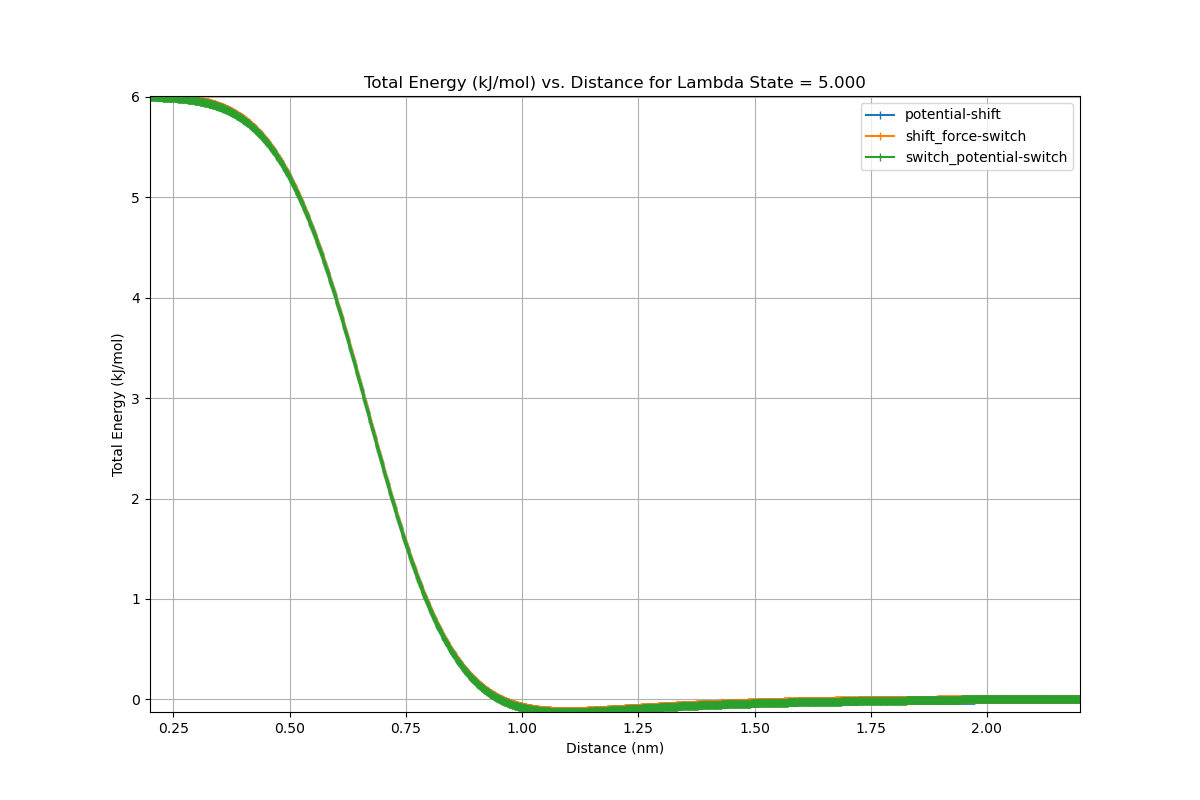 Total Energy (kJ/mol) vs. Distance for Lambda State = 5.000
potential-shift
shift_force-switch
switch_potential-switch
Total Energy (kJ/mol)
6
5
4
3
2
1
0
0.25 0.50 0.75 1.00 1.25 1.50 1.75 2.00
Distance (nm)